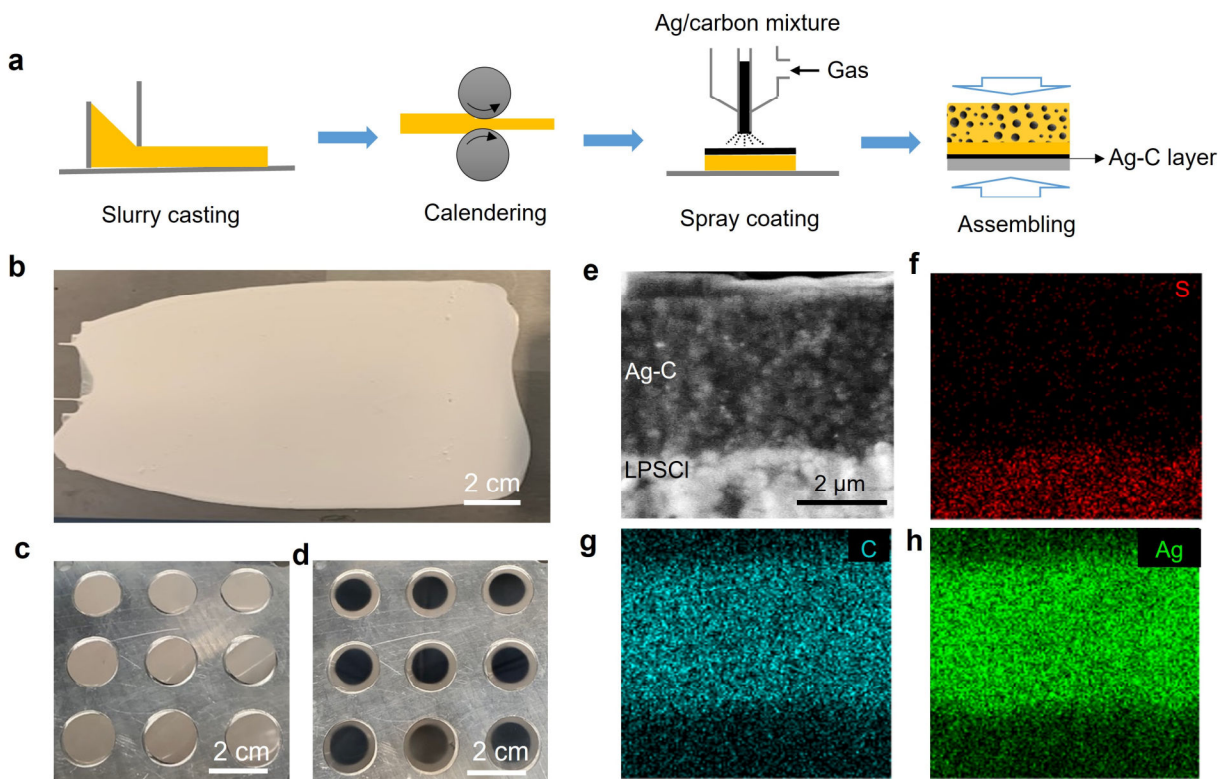 a
Ag/carbon mixture
Gas
Ag-C layer
Slurry casting
Calendering
Spray coating
Assembling
b
2 cm
c
2 cm
d
2 cm
e
Ag-C
LPSCl
2 μm
f
S
g
C
h
Ag